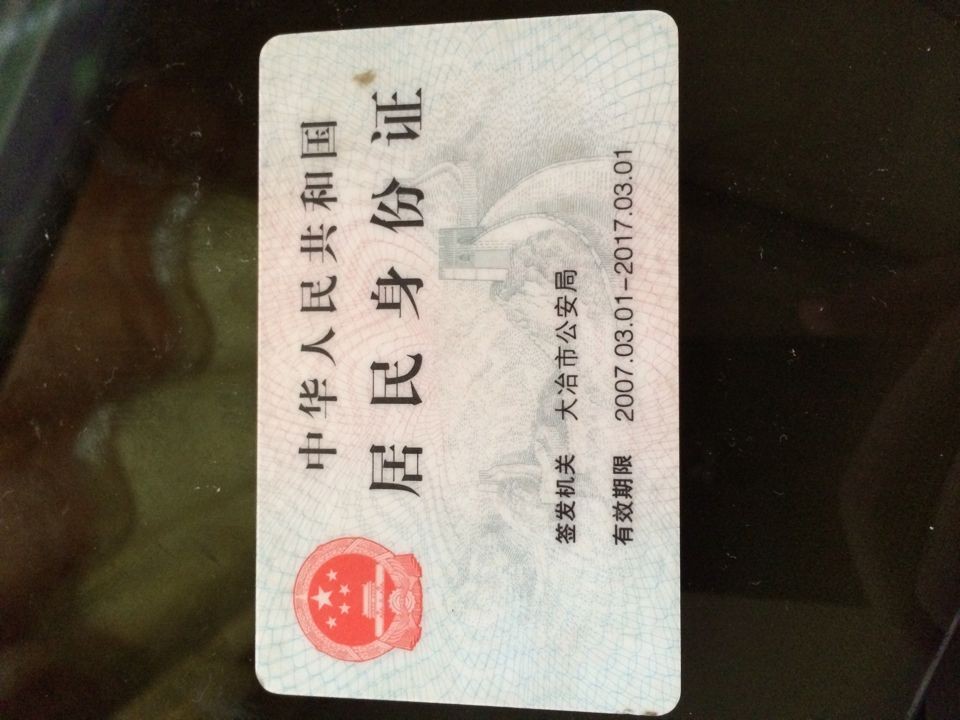 中华人民共和国
居民身份证
签发机关 大冶市公安局
有效期限 2007.03.01-2017.03.01